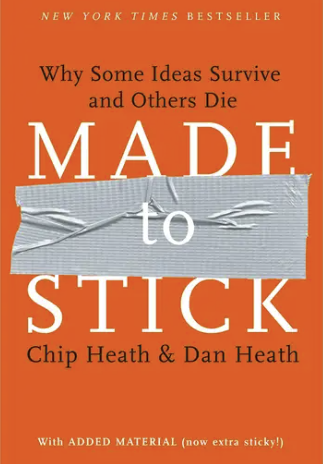 NEW YORK TIMES BESTSELLER
Why Some Ideas Survive
and Others Die
MADE
to
STICK
Chip Heath & Dan Heath
With ADDED MATERIAL (now extra sticky!)